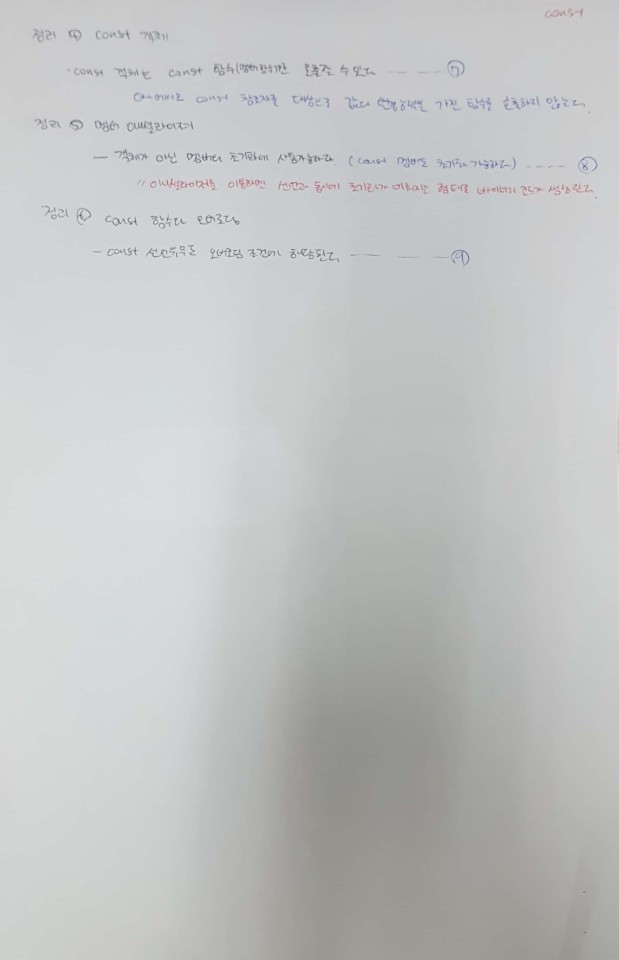 const
정리 ④ const 객체
- const 객체는 const 함수(멤버함수)만 호출할 수 있다 ― ― ― ⑦
C++에서는 const 참조자를 대상으로 값의 변경 능력을 가진 함수를 호출하지 않는다.
정리 ⑤ 멤버 이니셜라이저
― 객체가 아닌 멤버의 초기화에 사용가능하다 (const 멤버도 초기화 가능하다) ---- ⑧
// 이니셜라이저를 이용하면 선언과 동시에 초기화가 이뤄지는 형태로 바이너리 코드가 생성된다.
정리 ⑥ const 함수와 오버로딩
― const 선언유무도 오버로딩 조건에 해당된다. ― ― ― ⑨